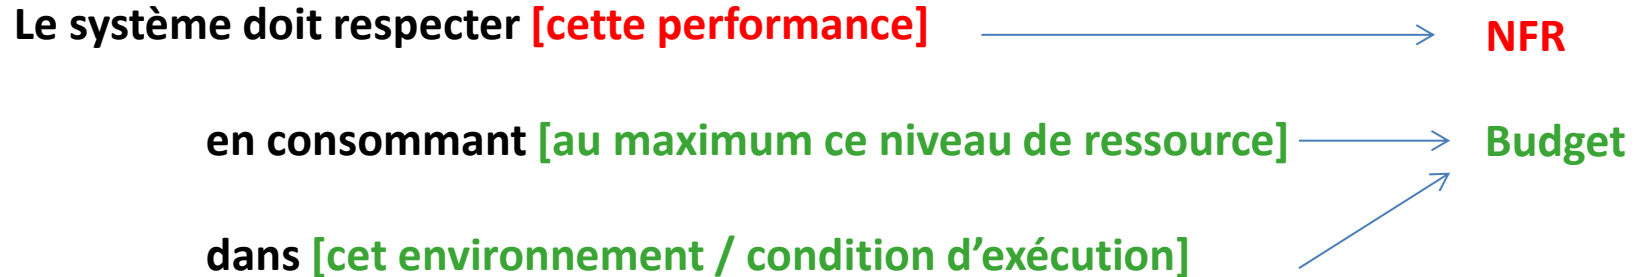 Le système doit respecter [cette performance] NFR
en consommant [au maximum ce niveau de ressource] Budget
dans [cet environnement / condition d’exécution]